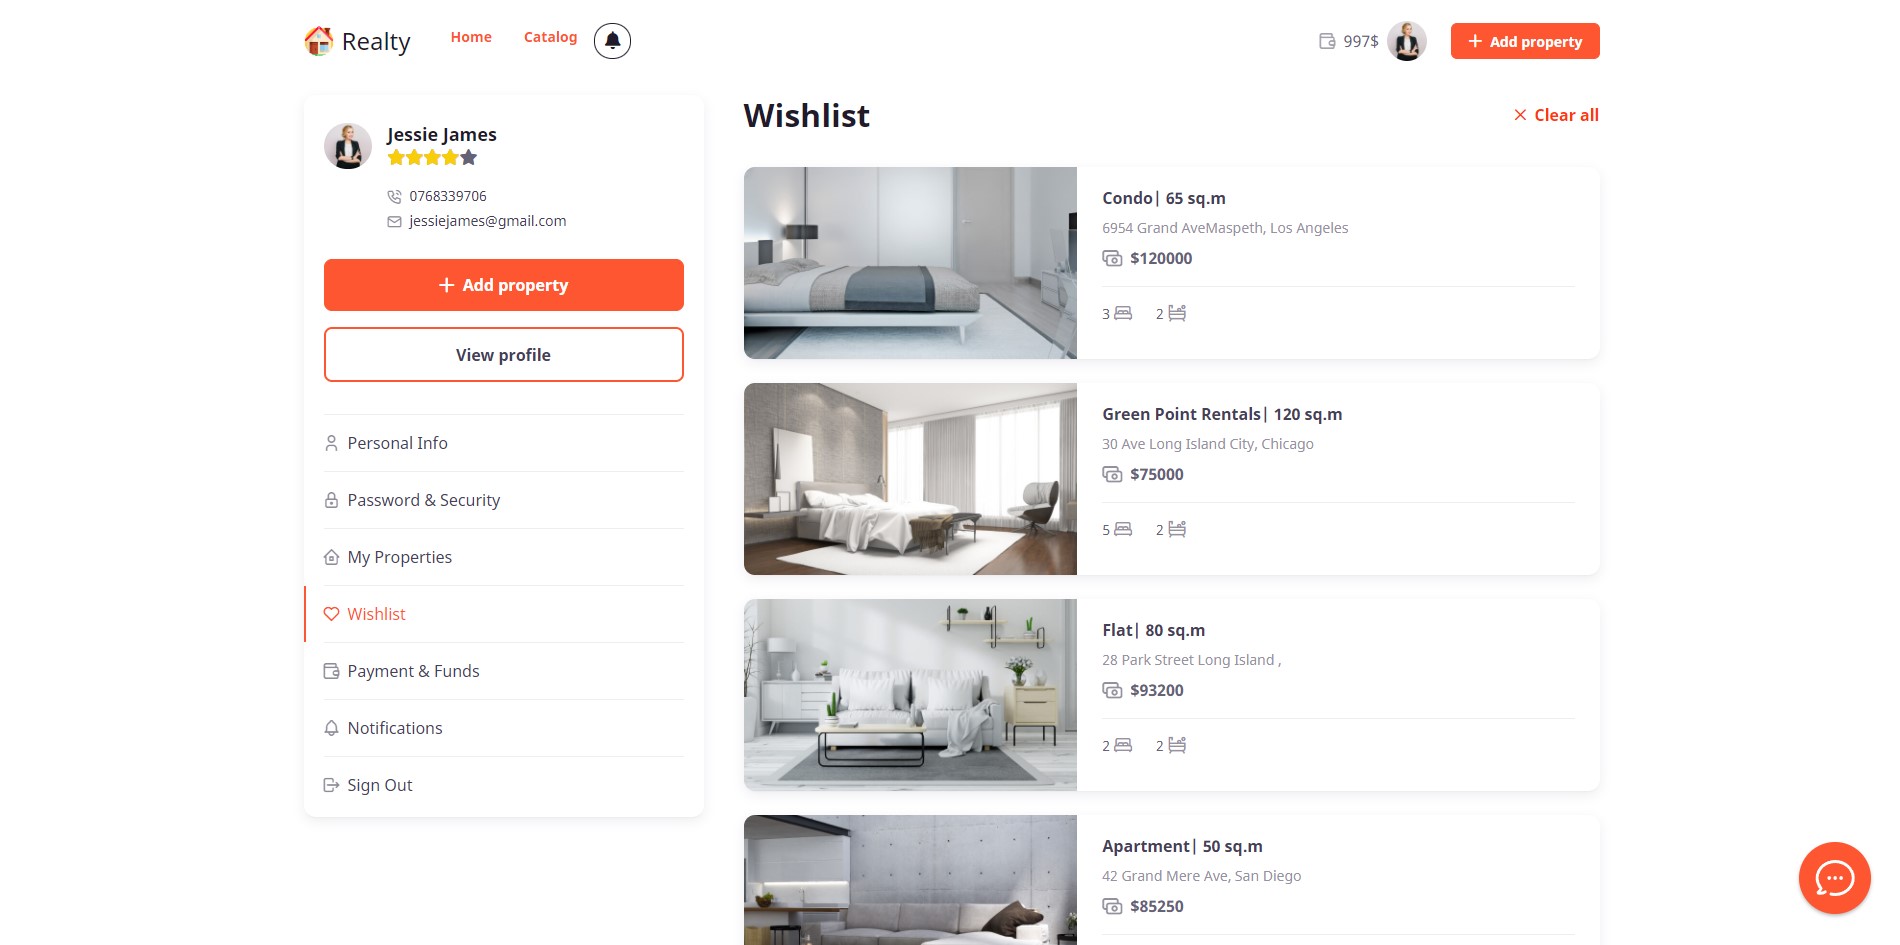 Realty
Home
Catalog
997$
Add property
Jessie James
0768339706
jessiejames@gmail.com
Add property
View profile
Personal Info
Password & Security
My Properties
Wishlist
Payment & Funds
Notifications
Sign Out
Wishlist
Clear all
Condo| 65 sq.m
6954 Grand AveMaspeth, Los Angeles
$120000
3 2
Green Point Rentals| 120 sq.m
30 Ave Long Island City, Chicago
$75000
5 2
Flat| 80 sq.m
28 Park Street Long Island ,
$93200
2 2
Apartment| 50 sq.m
42 Grand Mere Ave, San Diego
$85250